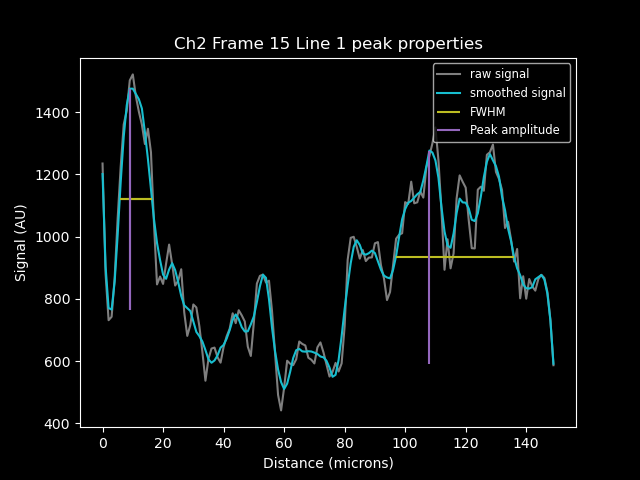 Ch2 Frame 15 Line 1 peak properties
raw signal
smoothed signal
FWHM
Peak amplitude
Signal (AU)
1400
1200
1000
800
600
400
0 20 40 60 80 100 120 140
Distance (microns)